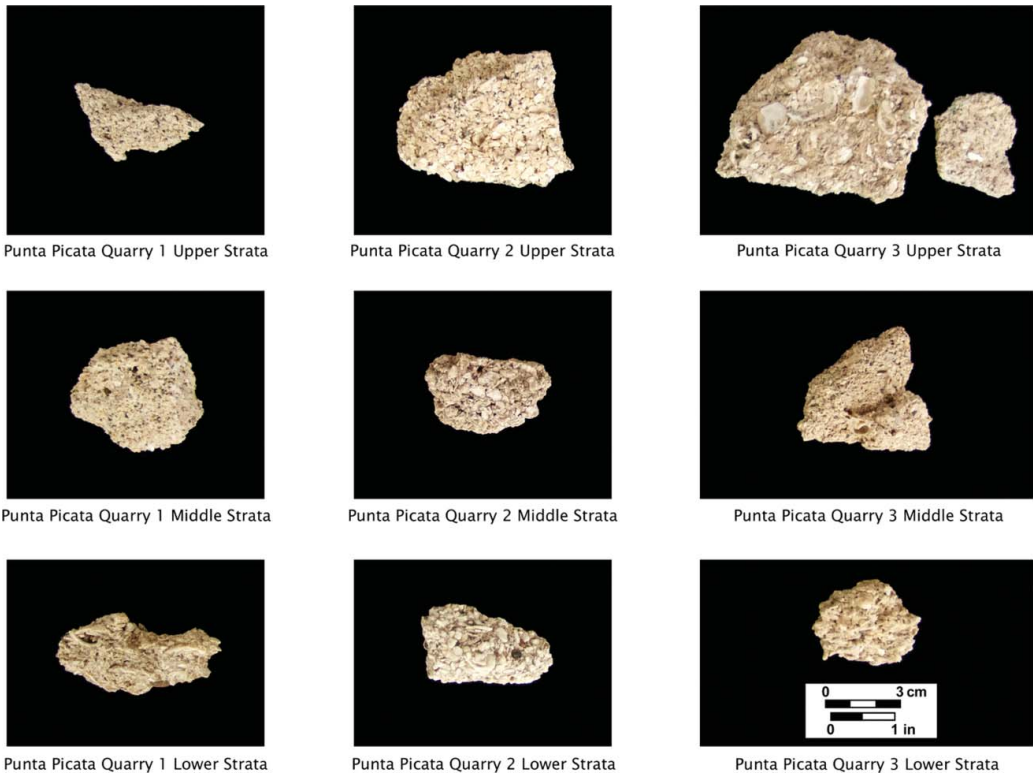 Punta Picata Quarry 1 Upper Strata
Punta Picata Quarry 2 Upper Strata
Punta Picata Quarry 3 Upper Strata
Punta Picata Quarry 1 Middle Strata
Punta Picata Quarry 2 Middle Strata
Punta Picata Quarry 3 Middle Strata
0 3 cm
0 1 in
Punta Picata Quarry 1 Lower Strata
Punta Picata Quarry 2 Lower Strata
Punta Picata Quarry 3 Lower Strata